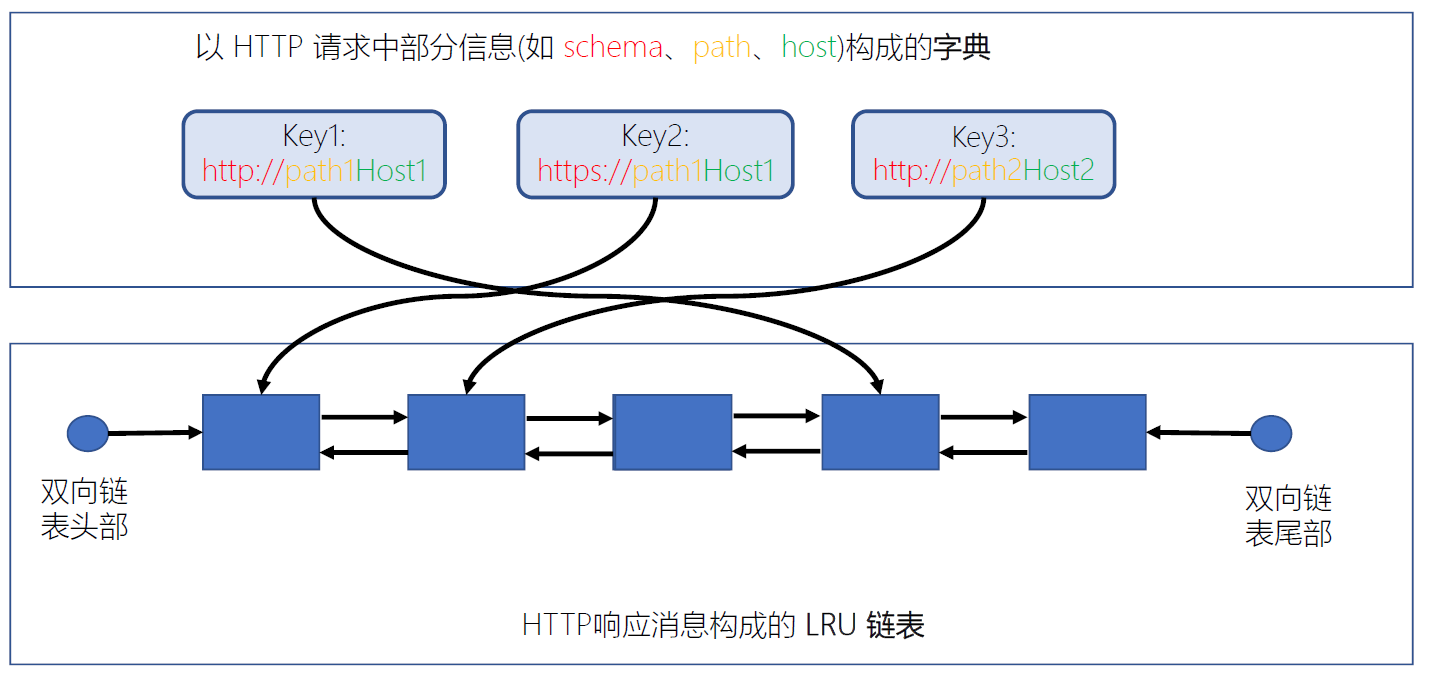 以 HTTP 请求中部分信息(如 schema、path、host)构成的字典
Key1:
http://path1Host1
Key2:
https://path1Host1
Key3:
http://path2Host2
双向链
表头部
双向链
表尾部
HTTP响应消息构成的 LRU 链表